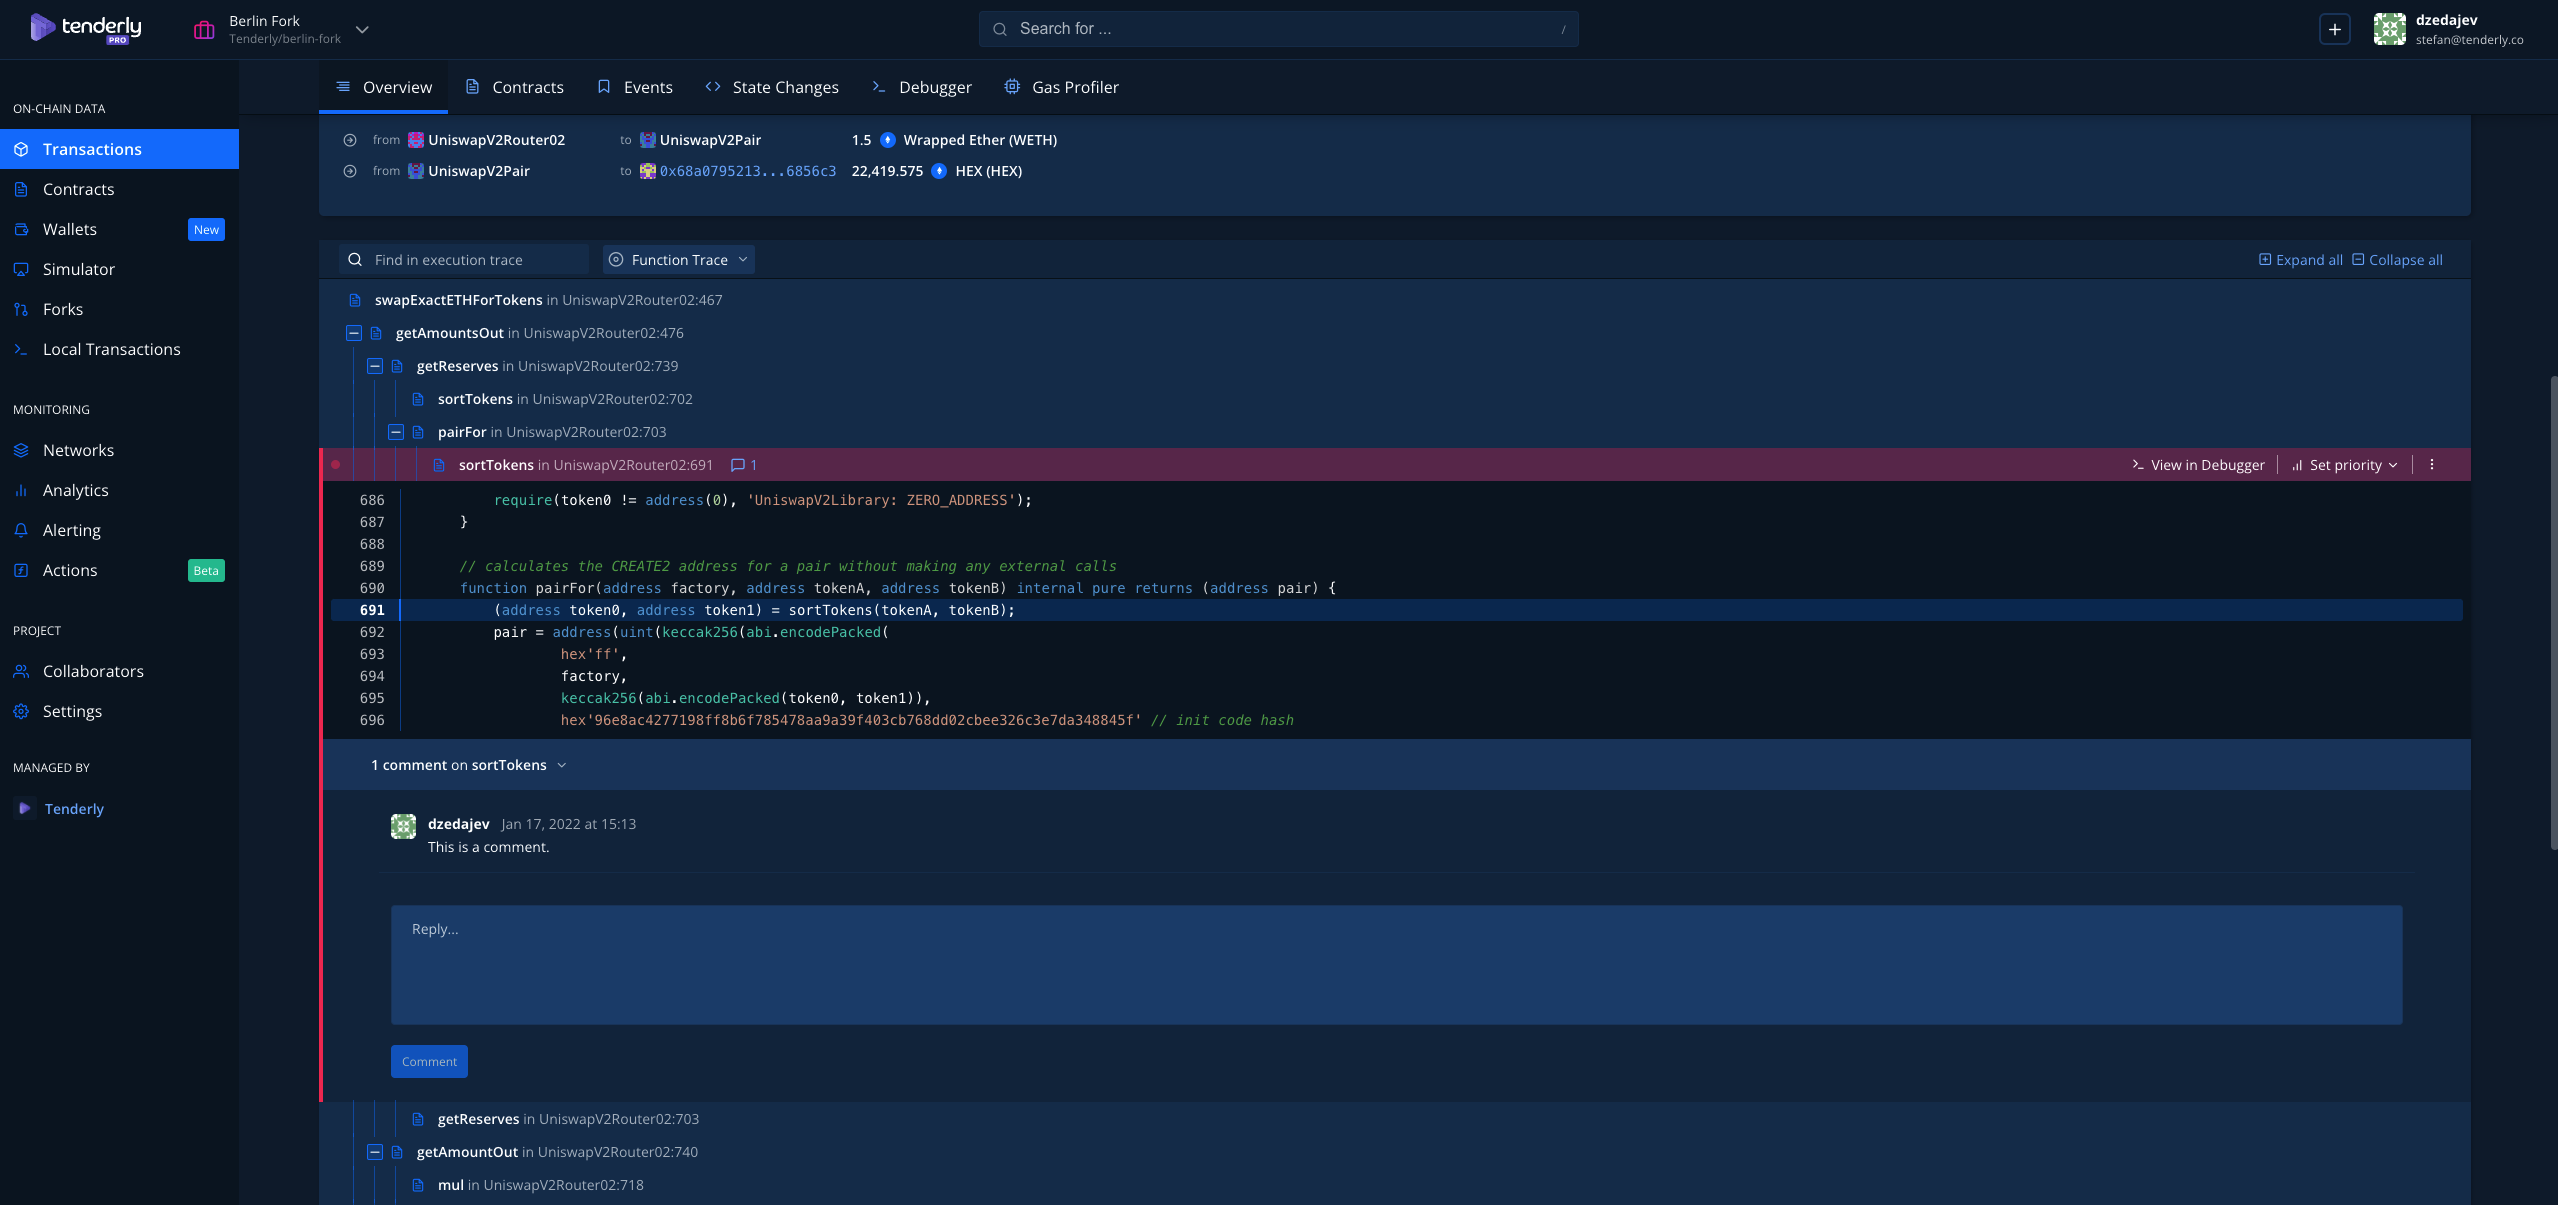 tenderly
PRO
Berlin Fork
Tenderly/berlin-fork
Search for ...
/
dzedajev
stefan@tenderly.co
ON-CHAIN DATA
Transactions
Contracts
Wallets New
Simulator
Forks
Local Transactions
MONITORING
Networks
Analytics
Alerting
Actions Beta
PROJECT
Collaborators
Settings
MANAGED BY
Tenderly
Overview Contracts Events State Changes Debugger Gas Profiler
from UniswapV2Router02 to UniswapV2Pair 1.5 Wrapped Ether (WETH)
from UniswapV2Pair to 0x68a0795213...6856c3 22,419.575 HEX (HEX)
Find in execution trace Function Trace Expand all Collapse all
swapExactETHForTokens in UniswapV2Router02:467
getAmountsOut in UniswapV2Router02:476
getReserves in UniswapV2Router02:739
sortTokens in UniswapV2Router02:702
pairFor in UniswapV2Router02:703
sortTokens in UniswapV2Router02:691 1 View in Debugger Set priority
686 require(token0 != address(0), 'UniswapV2Library: ZERO_ADDRESS');
687 }
688
689 // calculates the CREATE2 address for a pair without making any external calls
690 function pairFor(address factory, address tokenA, address tokenB) internal pure returns (address pair) {
691 (address token0, address token1) = sortTokens(tokenA, tokenB);
692 pair = address(uint(keccak256(abi.encodePacked(
693 hex'ff',
694 factory,
695 keccak256(abi.encodePacked(token0, token1)),
696 hex'96e8ac4277198ff8b6f785478aa9a39f403cb768dd02cbee326c3e7da348845f' // init code hash
1 comment on sortTokens
dzedajev Jan 17, 2022 at 15:13
This is a comment.
Reply...
Comment
getReserves in UniswapV2Router02:703
getAmountOut in UniswapV2Router02:740
mul in UniswapV2Router02:718